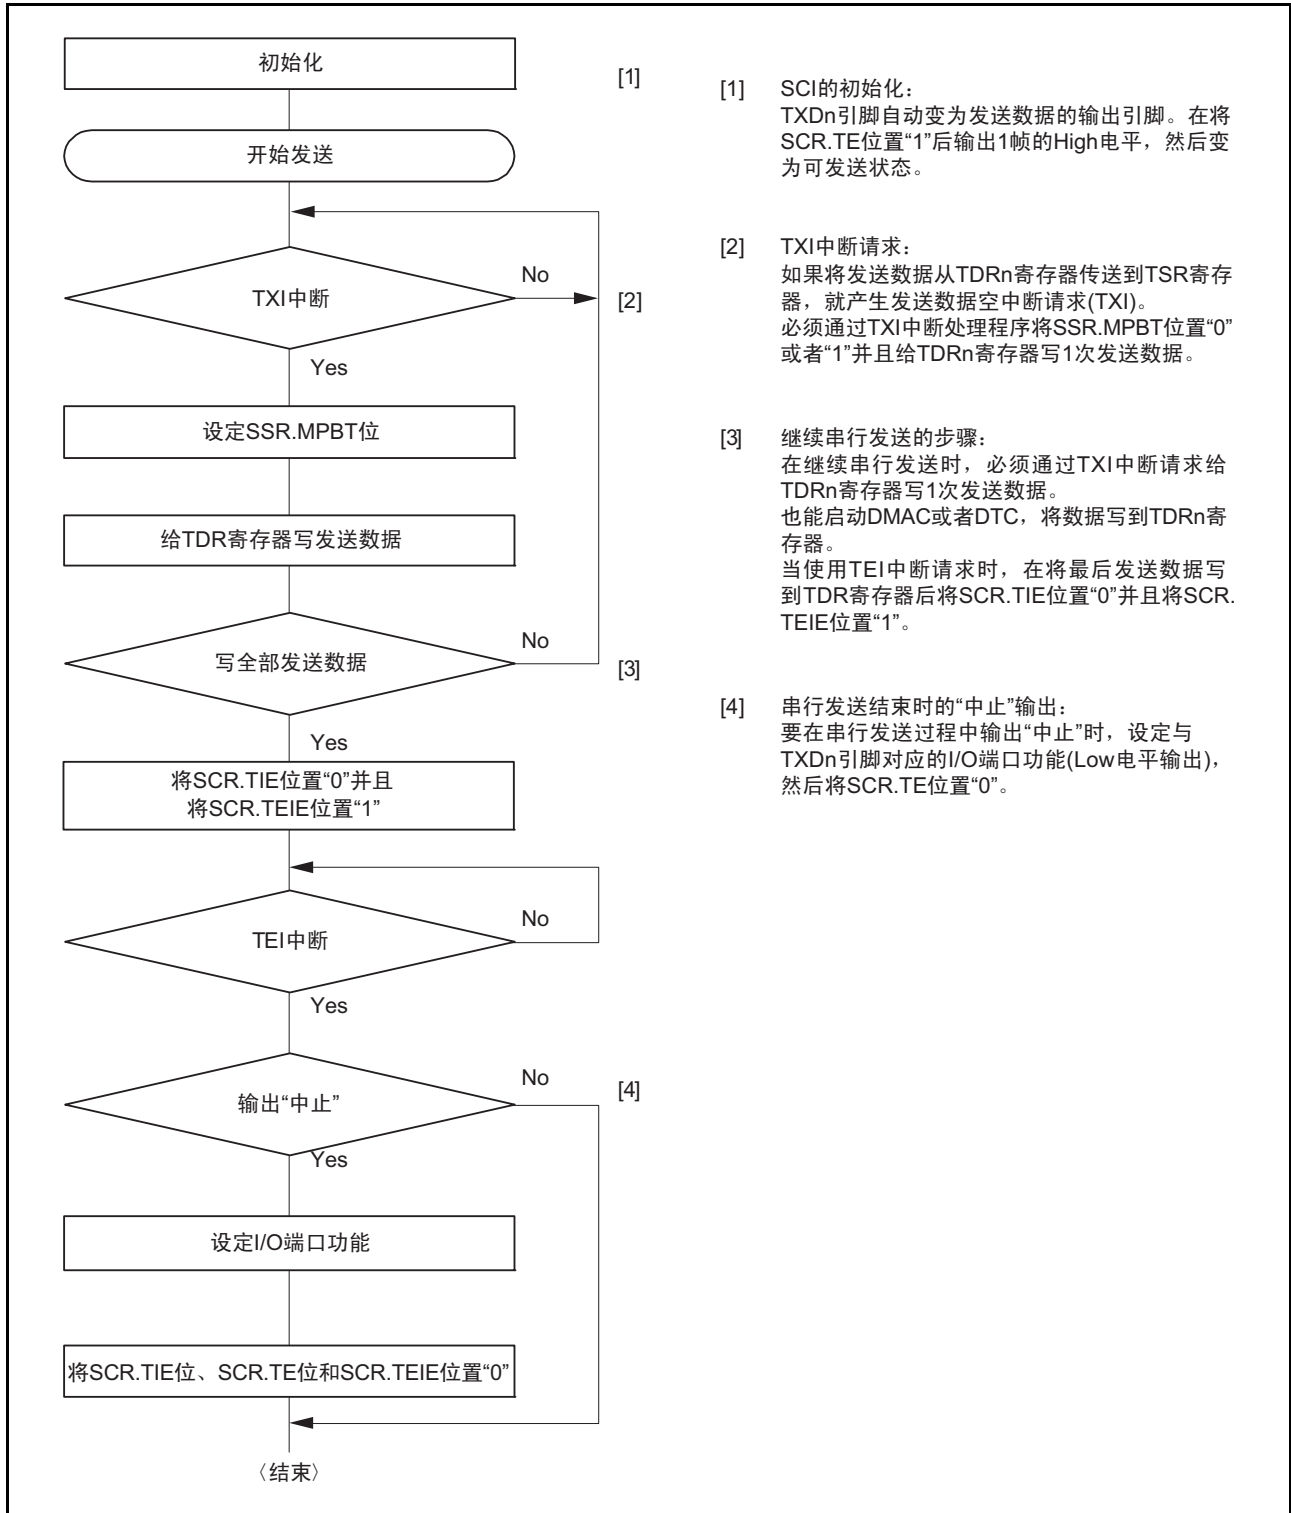 初始化
[1]
开始发送
TXI中断
No
[2]
Yes
设定SSR.MPBT位
给TDR寄存器写发送数据
写全部发送数据
No
[3]
Yes
将SCR.TIE位置“0”并且
将SCR.TEIE位置“1”
TEI中断
No
Yes
输出“中止”
No
[4]
Yes
设定I/O端口功能
将SCR.TIE位、SCR.TE位和SCR.TEIE位置“0”
〈结束〉
[1] SCI的初始化：
TXDn引脚自动变为发送数据的输出引脚。在将
SCR.TE位置“1”后输出1帧的High电平，然后变
为可发送状态。
[2] TXI中断请求：
如果将发送数据从TDRn寄存器传送到TSR寄存
器，就产生发送数据空中断请求(TXI)。
必须通过TXI中断处理程序将SSR.MPBT位置“0”
或者“1”并且给TDRn寄存器写1次发送数据。
[3] 继续串行发送的步骤：
在继续串行发送时，必须通过TXI中断请求给
TDRn寄存器写1次发送数据。
也能启动DMAC或者DTC，将数据写到TDRn寄
存器。
当使用TEI中断请求时，在将最后发送数据写
到TDR寄存器后将SCR.TIE位置“0”并且将SCR.
TEIE位置“1”。
[4] 串行发送结束时的“中止”输出：
要在串行发送过程中输出“中止”时，设定与
TXDn引脚对应的I/O端口功能(Low电平输出)，
然后将SCR.TE位置“0”。